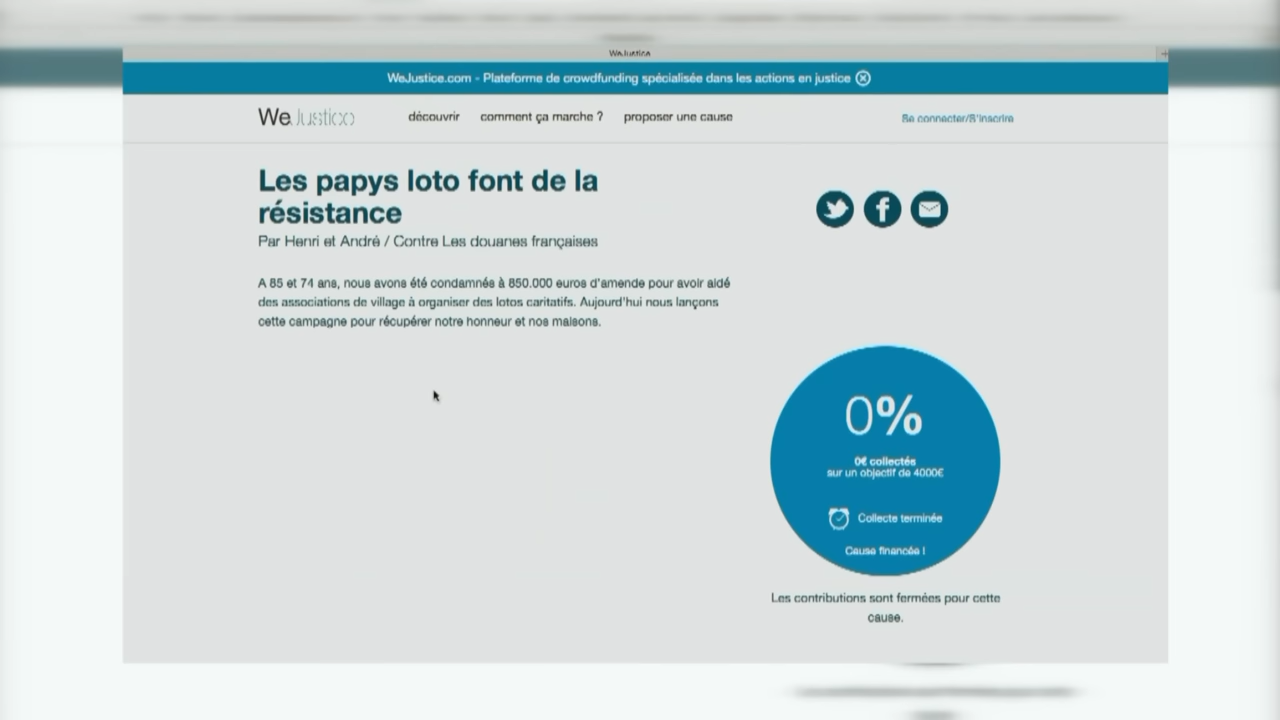 WeJustice
WeJustice.com - Plateforme de crowdfunding spécialisée dans les actions en justice
WeJustice
découvrir
comment ça marche ?
proposer une cause
Se connecter/S'inscrire
Les papys loto font de la
résistance
Par Henri et André / Contre Les douanes françaises
A 85 et 74 ans, nous avons été condamnés à 850.000 euros d'amende pour avoir aidé
des associations de village à organiser des lotos caritatifs. Aujourd'hui nous lançons
cette campagne pour récupérer notre honneur et nos maisons.
0%
0€ collectés
sur un objectif de 4000€
Collecte terminée
Cause financée !
Les contributions sont fermées pour cette
cause.